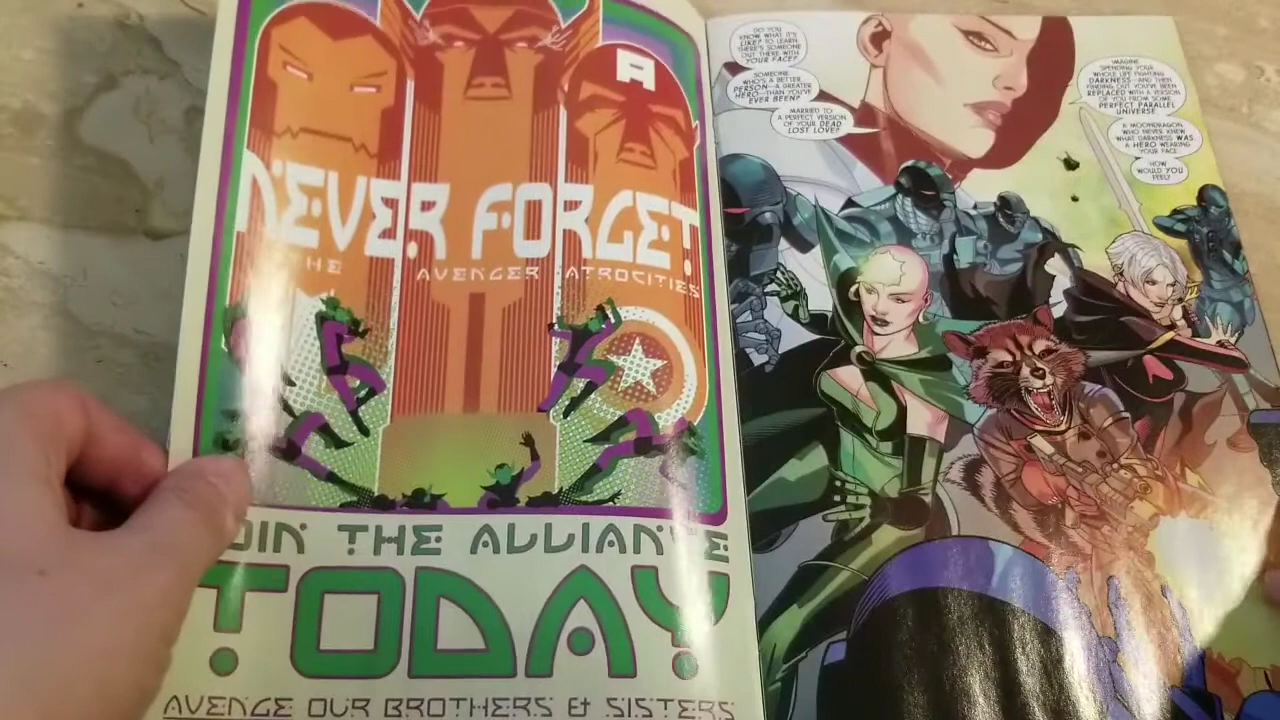 A
NEVER FORGET
THE AVENGER ATROCITIES
JOIN THE ALLIANCE
TODAY
AVENGE OUR BROTHERS & SISTERS
DO YOU
KNOW WHAT IT'S
LIKE? TO LEARN
THERE'S SOMEONE
OUT THERE WITH
YOUR FACE?
SOMEONE
WHO'S A BETTER
PERSON--A GREATER
HERO--THAN YOU'VE
EVER BEEN?
MARRIED TO
A PERFECT VERSION
OF YOUR DEAD
LOST LOVE?
IMAGINE
SPENDING YOUR
WHOLE LIFE FIGHTING
DARKNESS--AND THEN
FINDING OUT YOU'VE BEEN
REPLACED WITH A VERSION
OF YOU FROM SOME
PERFECT PARALLEL
UNIVERSE.
A MOONDRAGON
WHO NEVER KNEW
WHAT DARKNESS WAS.
A HERO WEARING
YOUR FACE.
HOW
WOULD YOU
FEEL?